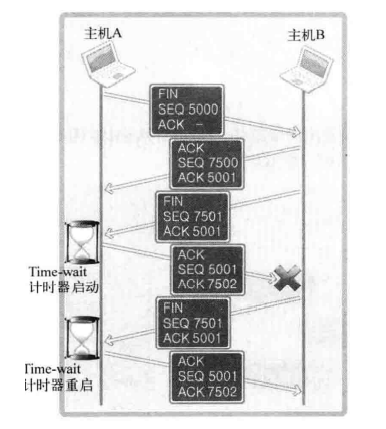 主机A
主机B
FIN
SEQ 5000
ACK -
ACK
SEQ 7500
ACK 5001
FIN
SEQ 7501
ACK 5001
Time-wait
计时器启动
ACK
SEQ 5001
ACK 7502
FIN
SEQ 7501
ACK 5001
Time-wait
计时器重启
ACK
SEQ 5001
ACK 7502